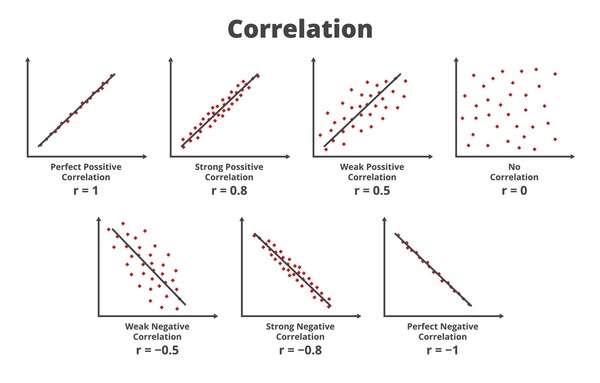 Correlation
Perfect Possitive
Correlation
r = 1
Strong Possitive
Correlation
r = 0.8
Weak Possitive
Correlation
r = 0.5
No
Correlation
r = 0
Weak Negative
Correlation
r = −0.5
Strong Negative
Correlation
r = −0.8
Perfect Negative
Correlation
r = −1